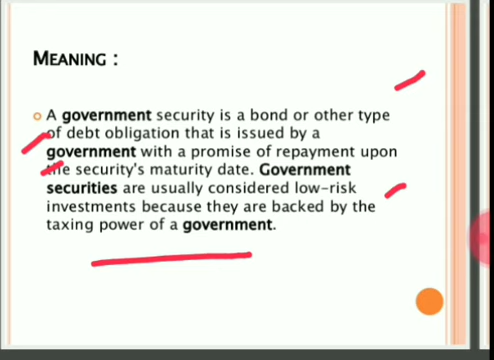 MEANING :
A government security is a bond or other type
of debt obligation that is issued by a
government with a promise of repayment upon
the security's maturity date. Government
securities are usually considered low-risk
investments because they are backed by the
taxing power of a government.